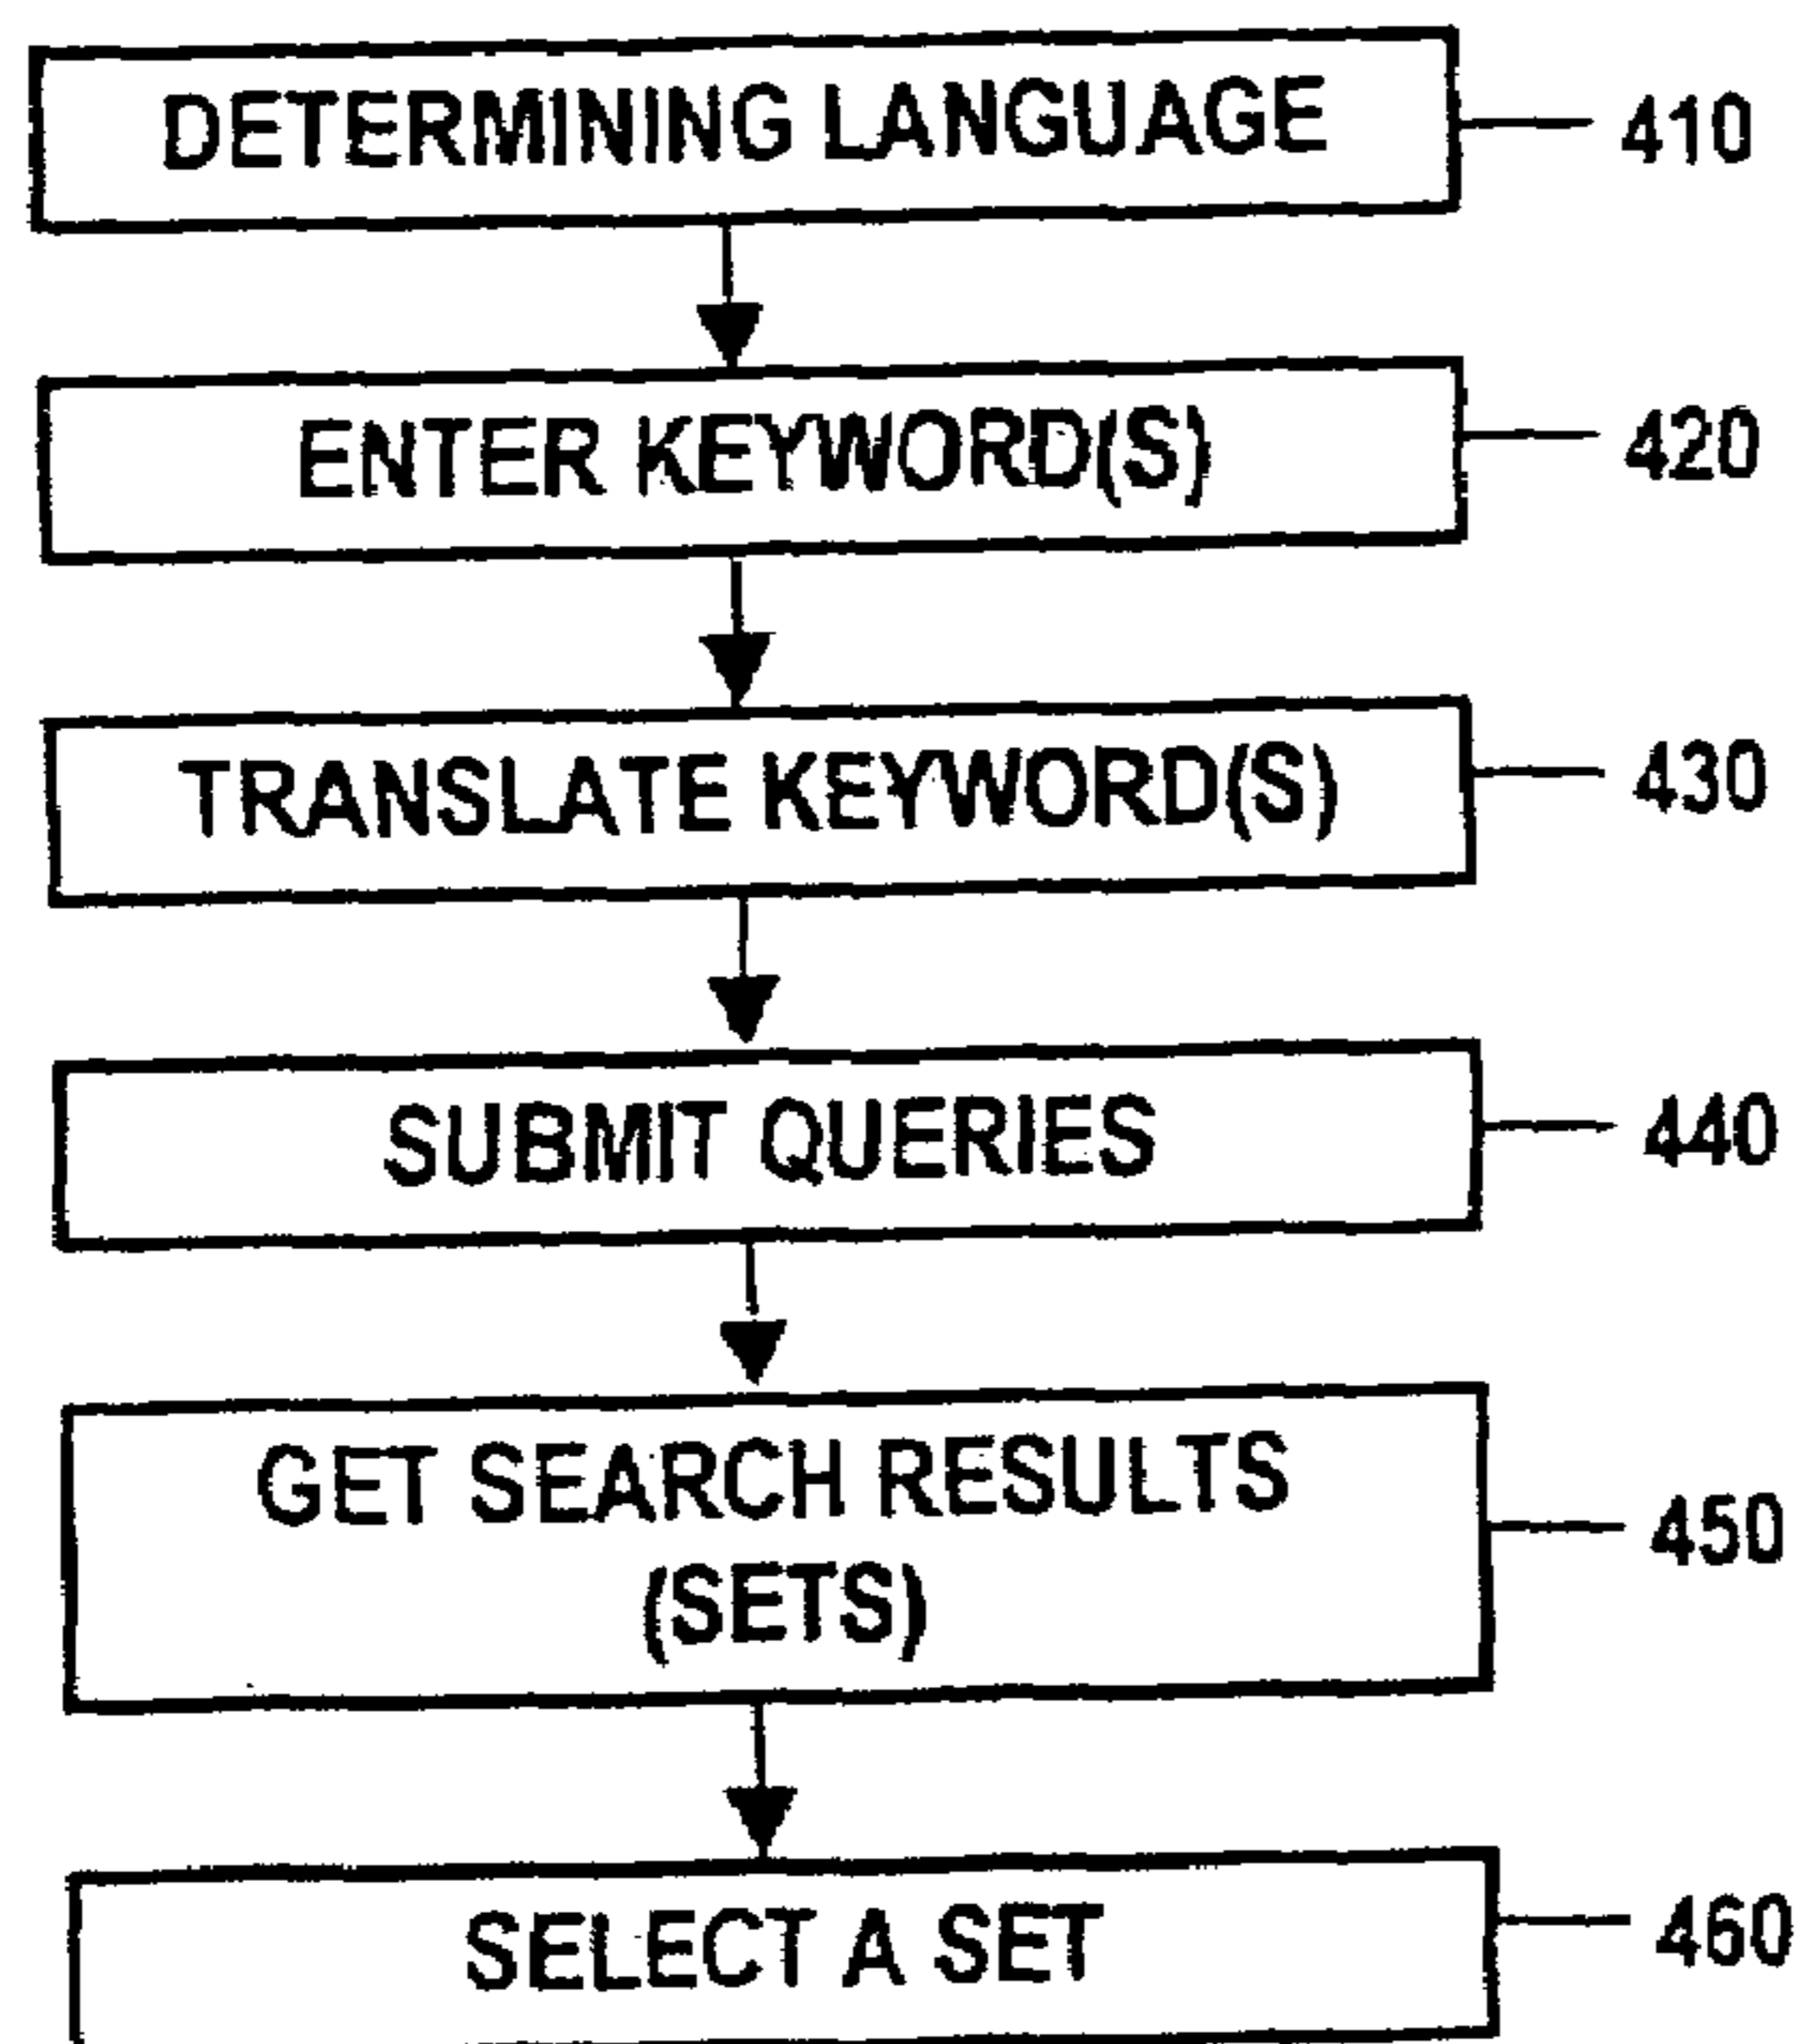 DETERMINING LANGUAGE 410
ENTER KEYWORD(S) 420
TRANSLATE KEYWORD(S) 430
SUBMIT QUERIES 440
GET SEARCH RESULTS 450
(SETS)
SELECT A SET 460